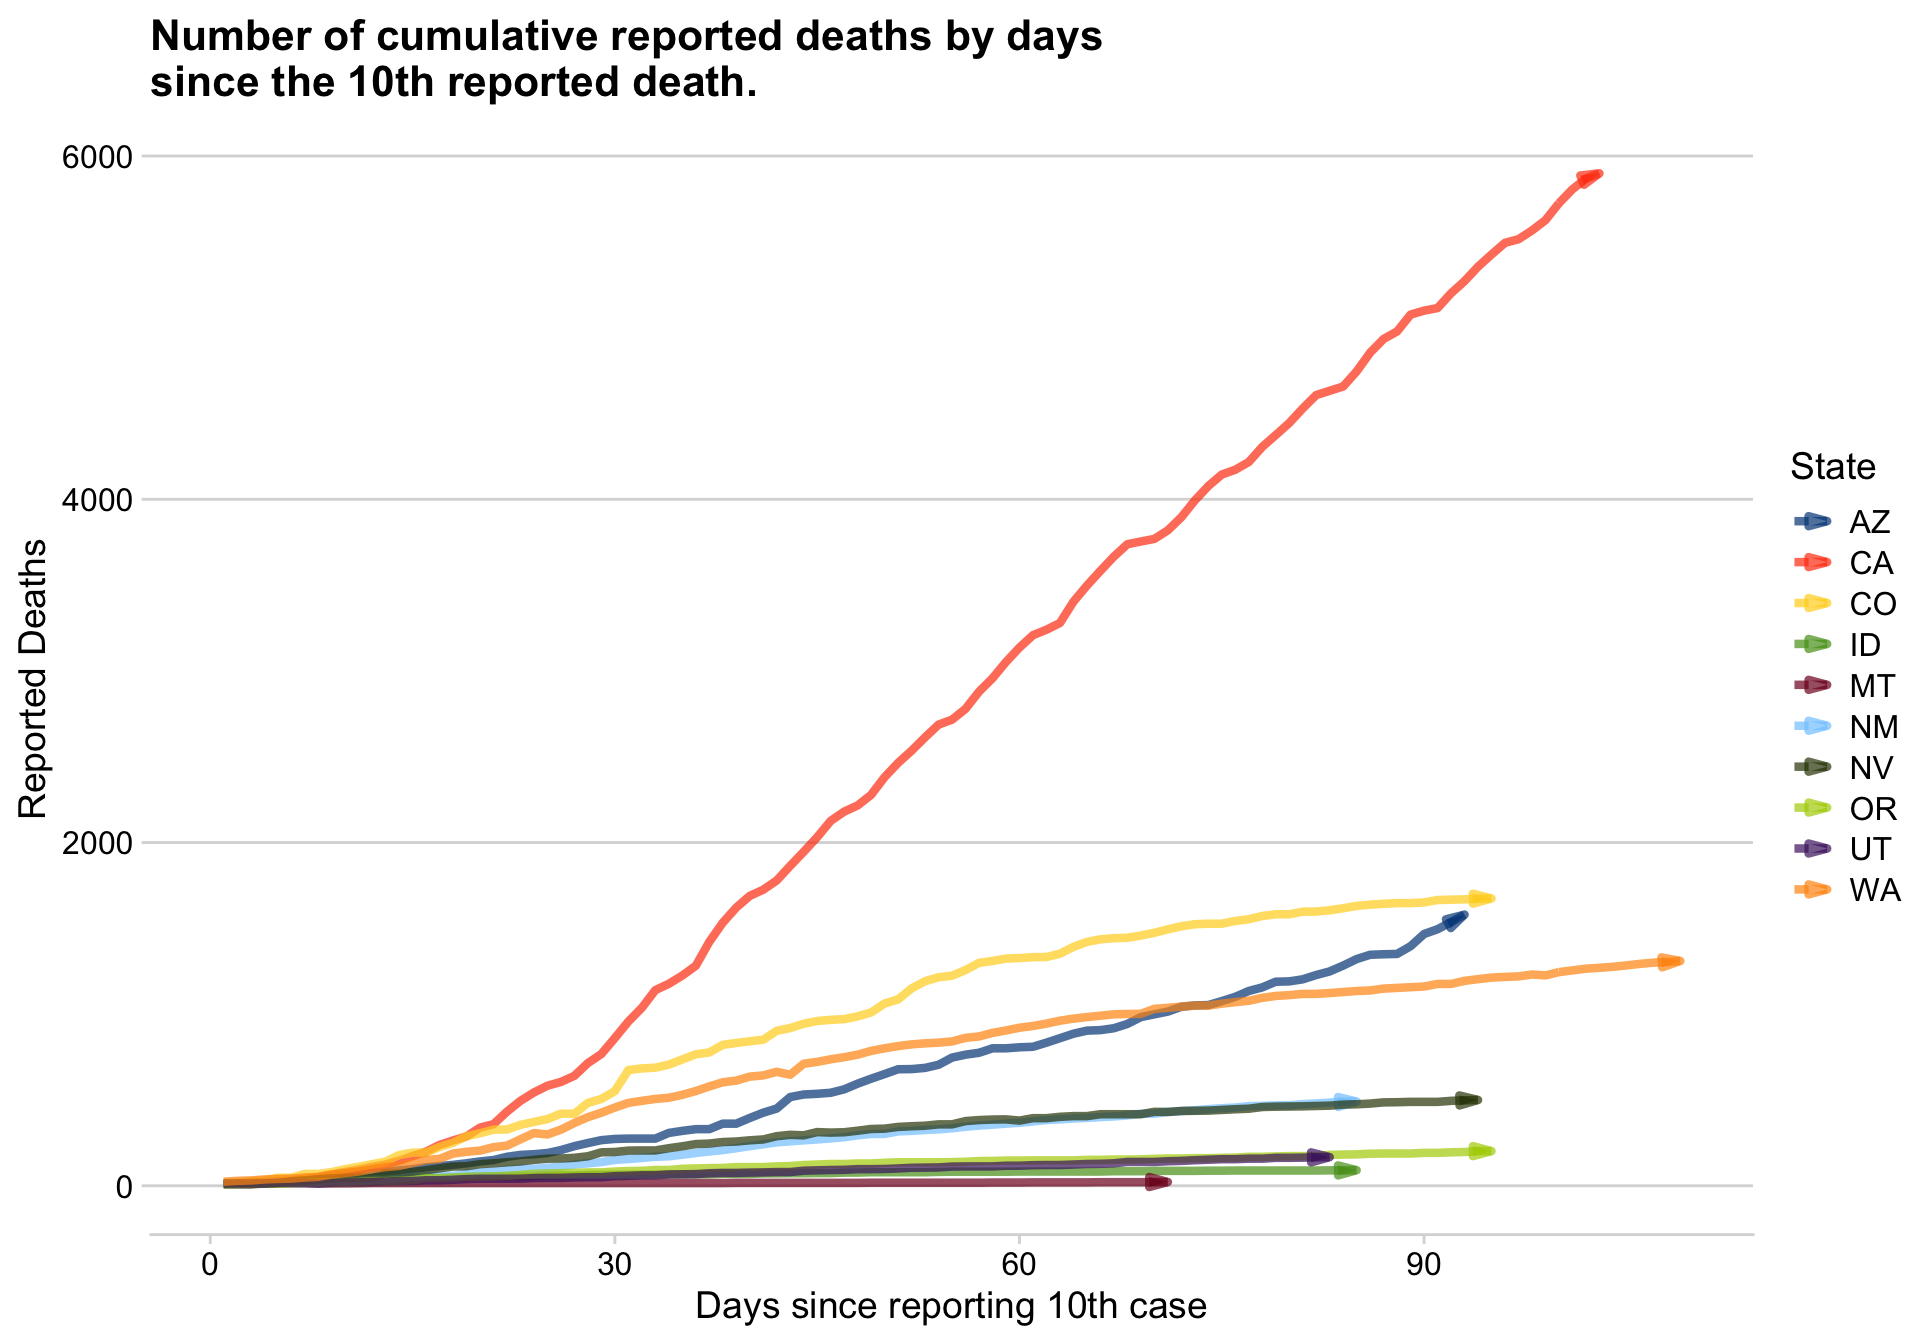 Number of cumulative reported deaths by days
since the 10th reported death.
6000
4000
2000
0
Reported Deaths
0 30 60 90
Days since reporting 10th case
State
AZ
CA
CO
ID
MT
NM
NV
OR
UT
WA